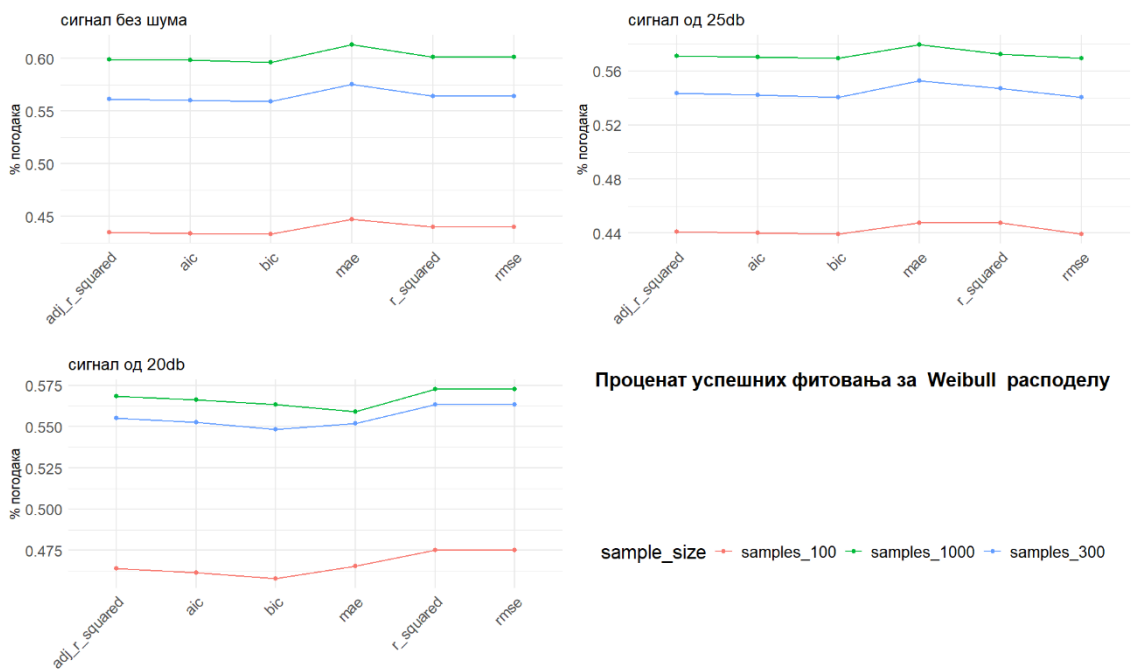 сигнал без шума
% погодака
0.60
0.55
0.50
0.45
adj_r_squared
aic
bic
mae
r_squared
rmse
сигнал од 25db
% погодака
0.56
0.52
0.48
0.44
adj_r_squared
aic
bic
mae
r_squared
rmse
сигнал од 20db
% погодака
0.575
0.550
0.525
0.500
0.475
adj_r_squared
aic
bic
mae
r_squared
rmse
Проценат успешних фитовања за Weibull расподелу
sample_size samples_100 samples_1000 samples_300